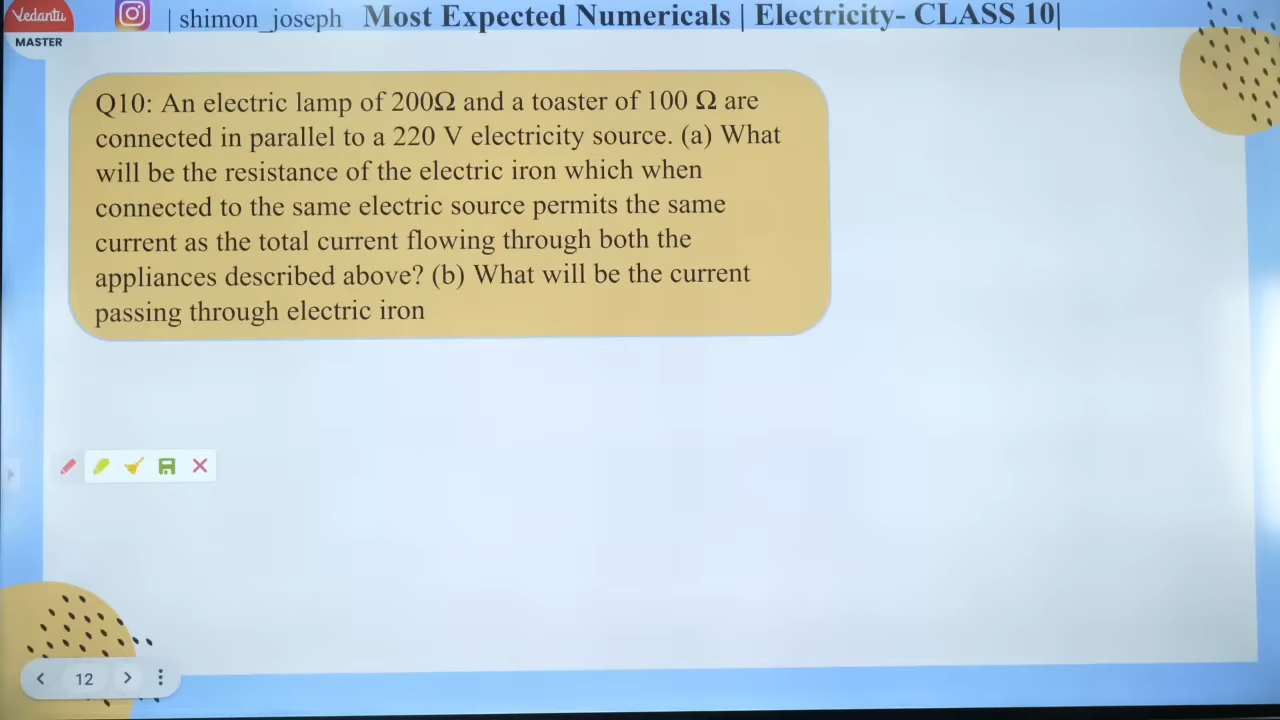 Vedantu
MASTER
| shimon_joseph Most Expected Numericals | Electricity- CLASS 10|
Q10: An electric lamp of 200Ω and a toaster of 100 Ω are
connected in parallel to a 220 V electricity source. (a) What
will be the resistance of the electric iron which when
connected to the same electric source permits the same
current as the total current flowing through both the
appliances described above? (b) What will be the current
passing through electric iron
12